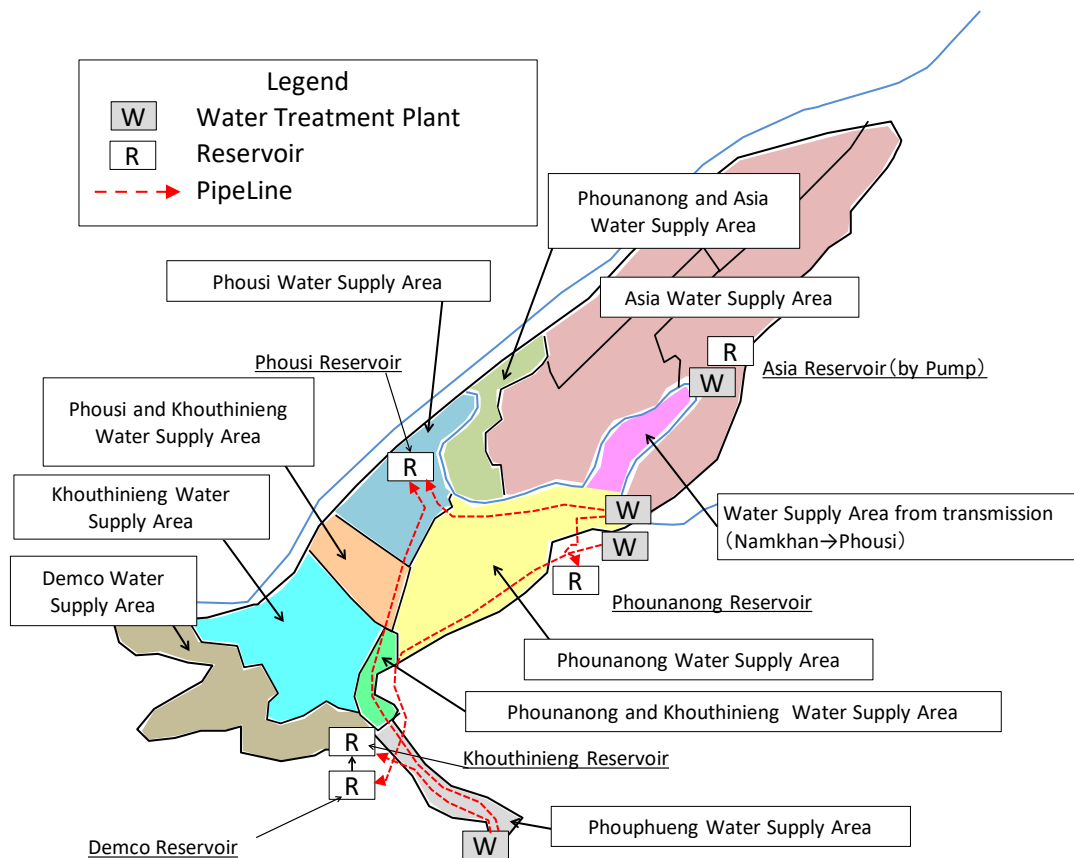 Legend
W Water Treatment Plant
R Reservoir
PipeLine
Phounanong and Asia
Water Supply Area
Phousi Water Supply Area
Asia Water Supply Area
Phousi Reservoir
R
Asia Reservoir(by Pump)
W
Phousi and Khouthinieng
Water Supply Area
R
Khouthinieng Water
Supply Area
W
Water Supply Area from transmission
(Namkhan→Phousi)
W
Demco Water
Supply Area
R
Phounanong Reservoir
Phounanong Water Supply Area
Phounanong and Khouthinieng Water Supply Area
R
Khouthinieng Reservoir
R
Phouphueng Water Supply Area
W
Demco Reservoir